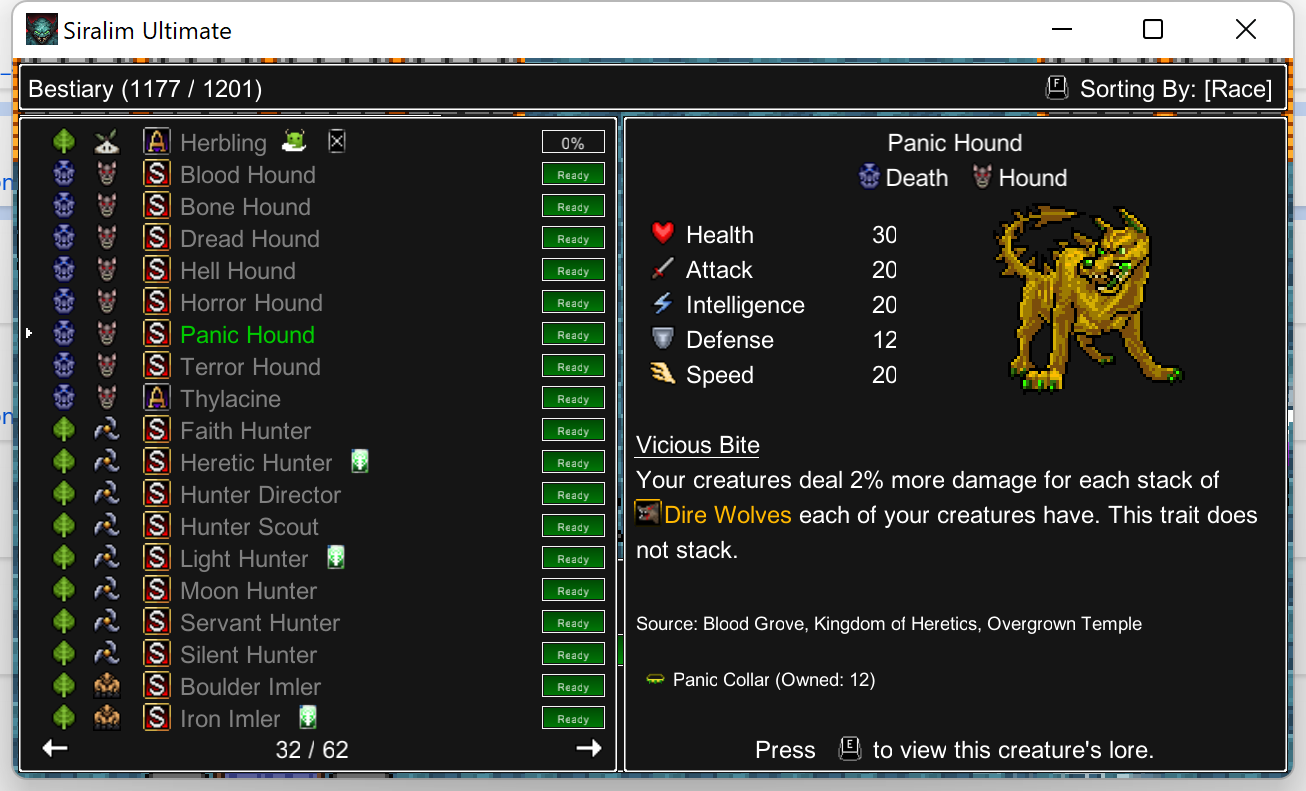 Siralim Ultimate
Bestiary (1177 / 1201)
F Sorting By: [Race]
A Herbling 0%
S Blood Hound Ready
S Bone Hound Ready
S Dread Hound Ready
S Hell Hound Ready
S Horror Hound Ready
S Panic Hound Ready
S Terror Hound Ready
A Thylacine Ready
S Faith Hunter Ready
S Heretic Hunter Ready
S Hunter Director Ready
S Hunter Scout Ready
S Light Hunter Ready
S Moon Hunter Ready
S Servant Hunter Ready
S Silent Hunter Ready
S Boulder Imler Ready
S Iron Imler Ready
32 / 62
Panic Hound
Death Hound
Health 30
Attack 20
Intelligence 20
Defense 12
Speed 20
Vicious Bite
Your creatures deal 2% more damage for each stack of
Dire Wolves each of your creatures have. This trait does
not stack.
Source: Blood Grove, Kingdom of Heretics, Overgrown Temple
Panic Collar (Owned: 12)
Press E to view this creature's lore.